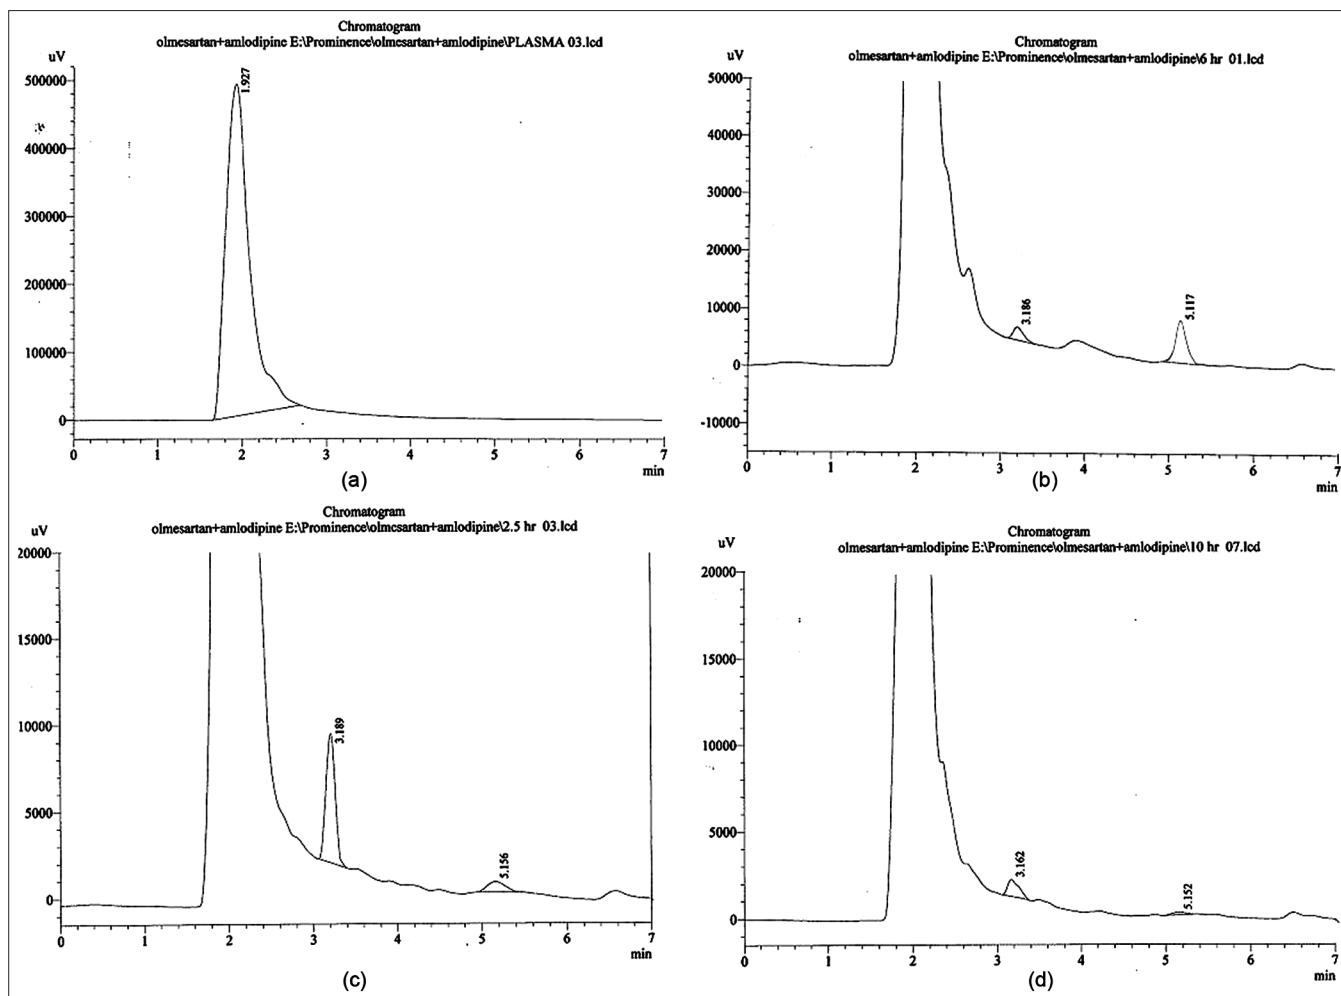 Chromatogram
olmesartan+amlodipine E:\Prominence\olmesartan+amlodipine\PLASMA 03.lcd
uV
500000
400000
300000
200000
100000
0
1.927
0 1 2 3 4 5 6 7
min
(a)
Chromatogram
olmesartan+amlodipine E:\Prominence\olmesartan+amlodipine\6 hr 01.lcd
uV
50000
40000
30000
20000
10000
0
-10000
3.186
5.117
0 1 2 3 4 5 6 7
min
(b)
Chromatogram
olmesartan+amlodipine E:\Prominence\olmesartan+amlodipine\2.5 hr 03.lcd
uV
20000
15000
10000
5000
0
3.189
5.156
0 1 2 3 4 5 6 7
min
(c)
Chromatogram
olmesartan+amlodipine E:\Prominence\olmesartan+amlodipine\10 hr 07.lcd
uV
20000
15000
10000
5000
0
3.162
5.152
0 1 2 3 4 5 6 7
min
(d)